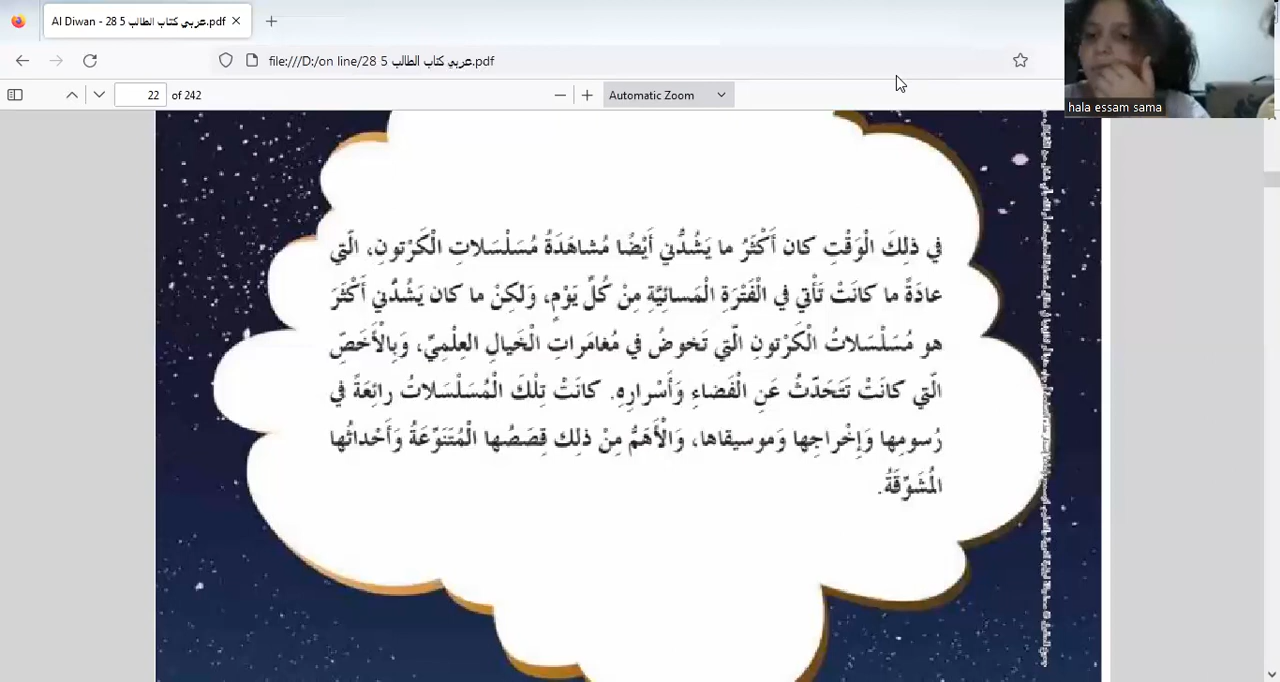 Al Diwan - 28 5 عربي كتاب الطالب.pdf
file:///D:/on line/28 5 عربي كتاب الطالب.pdf
22 of 242
Automatic Zoom
hala essam sama
في ذلِكَ الْوَقْتِ كان أَكْثَرُ ما يَشُدُّني أَيْضًا مُشاهَدَةُ مُسَلْسَلاتِ الْكَرْتونِ، الَّتي
عادَةً ما كانَتْ تَأْتي في الْفَتْرَةِ الْمَسائِيَّةِ مِنْ كُلِّ يَوْمٍ، وَلَكِنْ ما كان يَشُدُّني أَكْثَرَ
هو مُسَلْسَلاتُ الْكَرْتونِ الَّتي تَخوضُ في مُغامَراتِ الْخَيالِ العِلْمِيِّ، وَبِالْأَخَصِّ
الَّتي كانَتْ تَتَحَدَّثُ عَنِ الْفَضاءِ وَأَسْرارِهِ. كانَتْ تِلْكَ الْمُسَلْسَلاتُ رائِعَةً في
رُسومِها وَإِخْراجِها وَموسيقاها، وَالْأَهَمُّ مِنْ ذلِكَ قِصَصُها الْمُتَنَوِّعَةُ وَأَحْداثُها
الْمُشَوِّقَةُ.